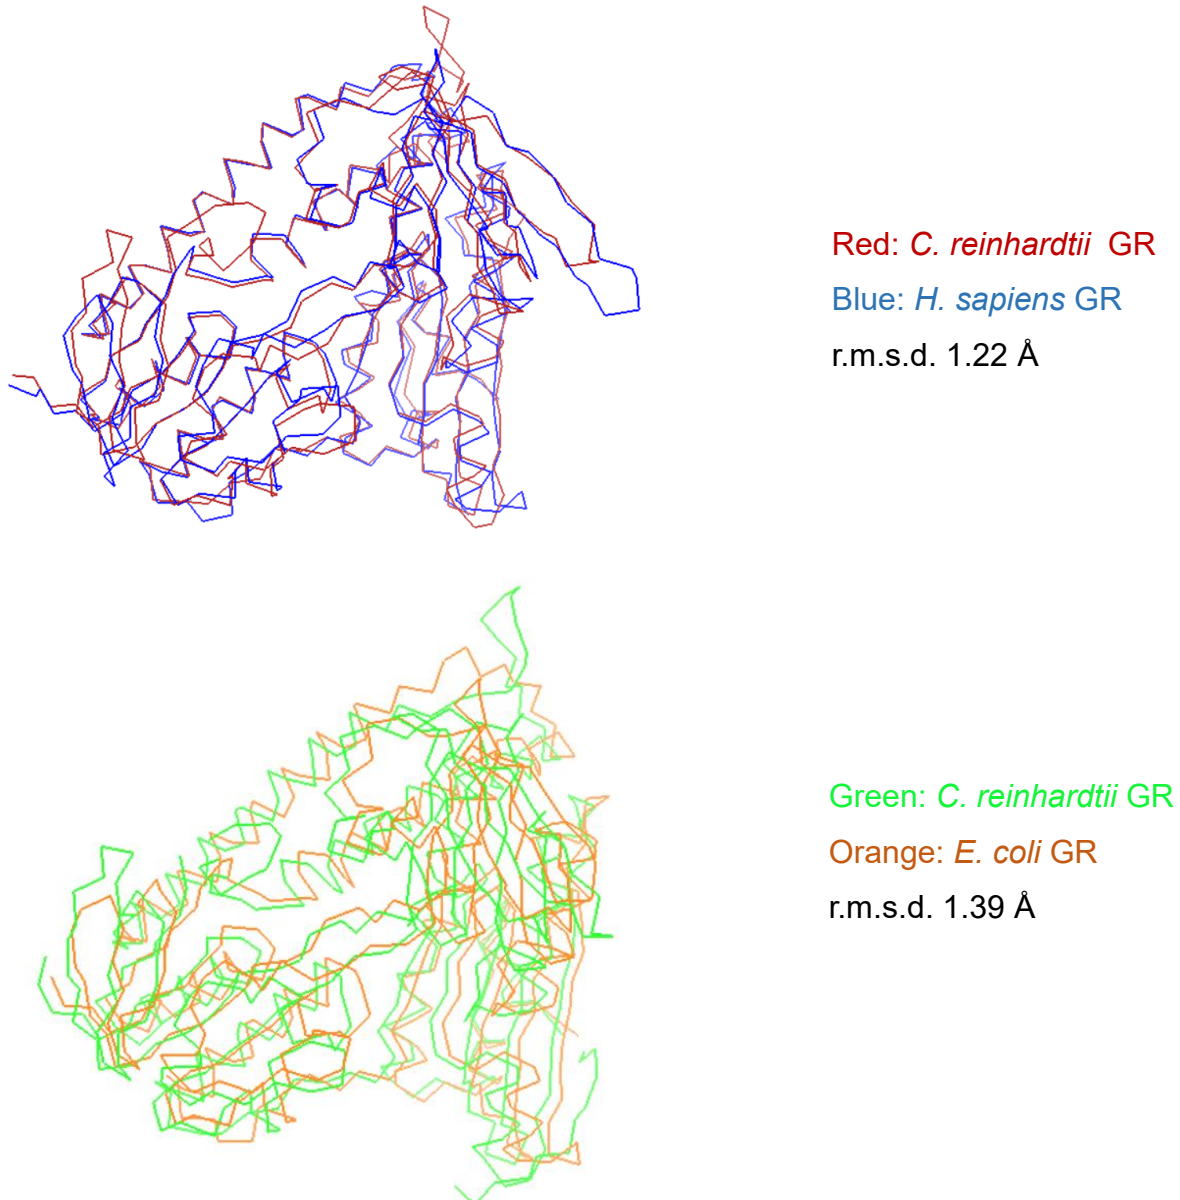 Red: C. reinhardtii GR
Blue: H. sapiens GR
r.m.s.d. 1.22 Å
Green: C. reinhardtii GR
Orange: E. coli GR
r.m.s.d. 1.39 Å